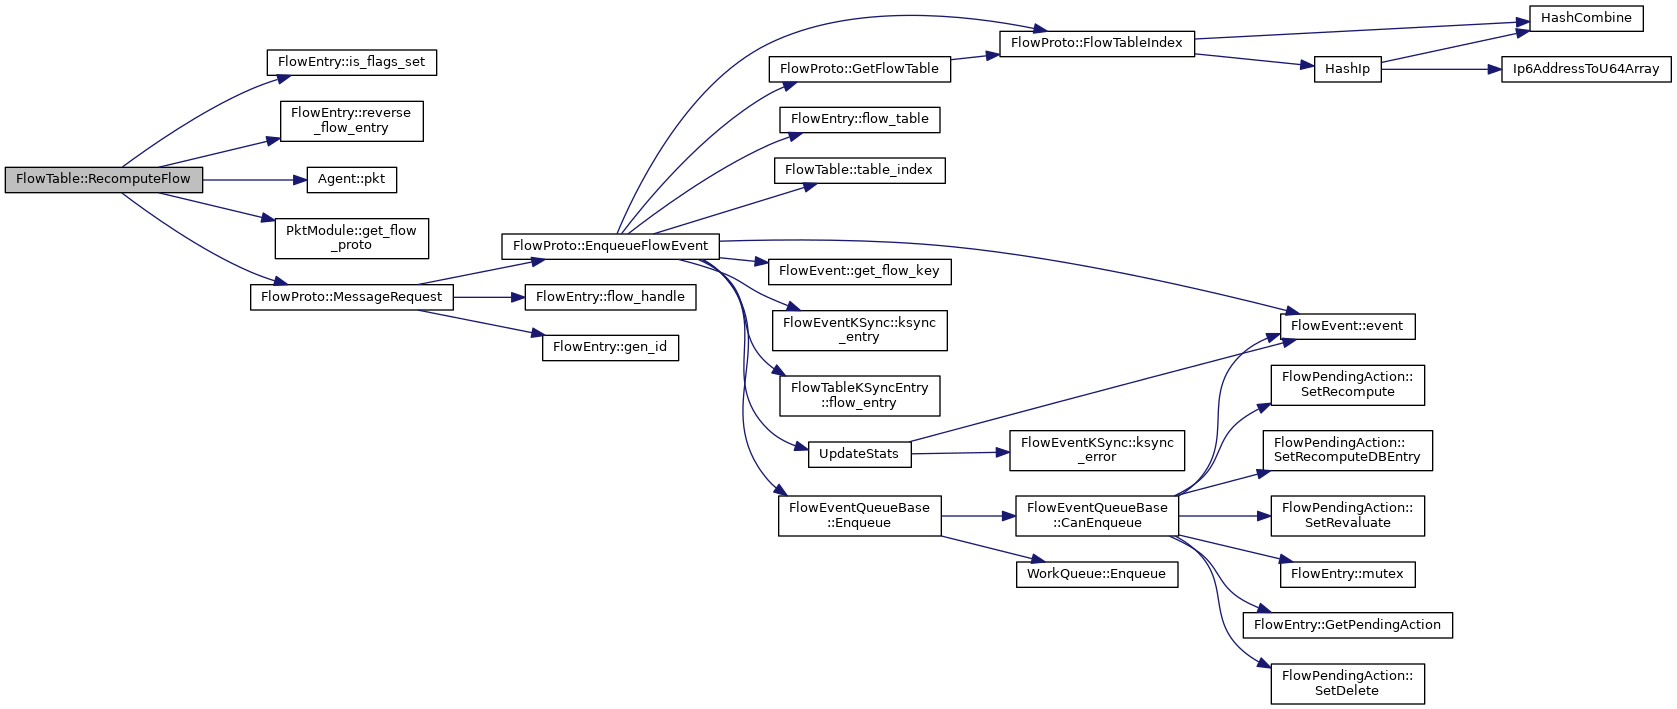 FlowTable::RecomputeFlow
FlowEntry::is_flags_set
FlowEntry::reverse
_flow_entry
Agent::pkt
PktModule::get_flow
_proto
FlowProto::MessageRequest
FlowProto::EnqueueFlowEvent
FlowEntry::flow_handle
FlowEntry::gen_id
FlowProto::GetFlowTable
FlowEntry::flow_table
FlowTable::table_index
FlowEvent::get_flow_key
FlowEventKSync::ksync
_entry
FlowTableKSyncEntry
::flow_entry
UpdateStats
FlowEventQueueBase
::Enqueue
FlowProto::FlowTableIndex
FlowEventKSync::ksync
_error
FlowEventQueueBase
::CanEnqueue
WorkQueue::Enqueue
HashIp
HashCombine
Ip6AddressToU64Array
FlowEvent::event
FlowPendingAction::
SetRecompute
FlowPendingAction::
SetRecomputeDBEntry
FlowPendingAction::
SetRevaluate
FlowEntry::mutex
FlowEntry::GetPendingAction
FlowPendingAction::
SetDelete